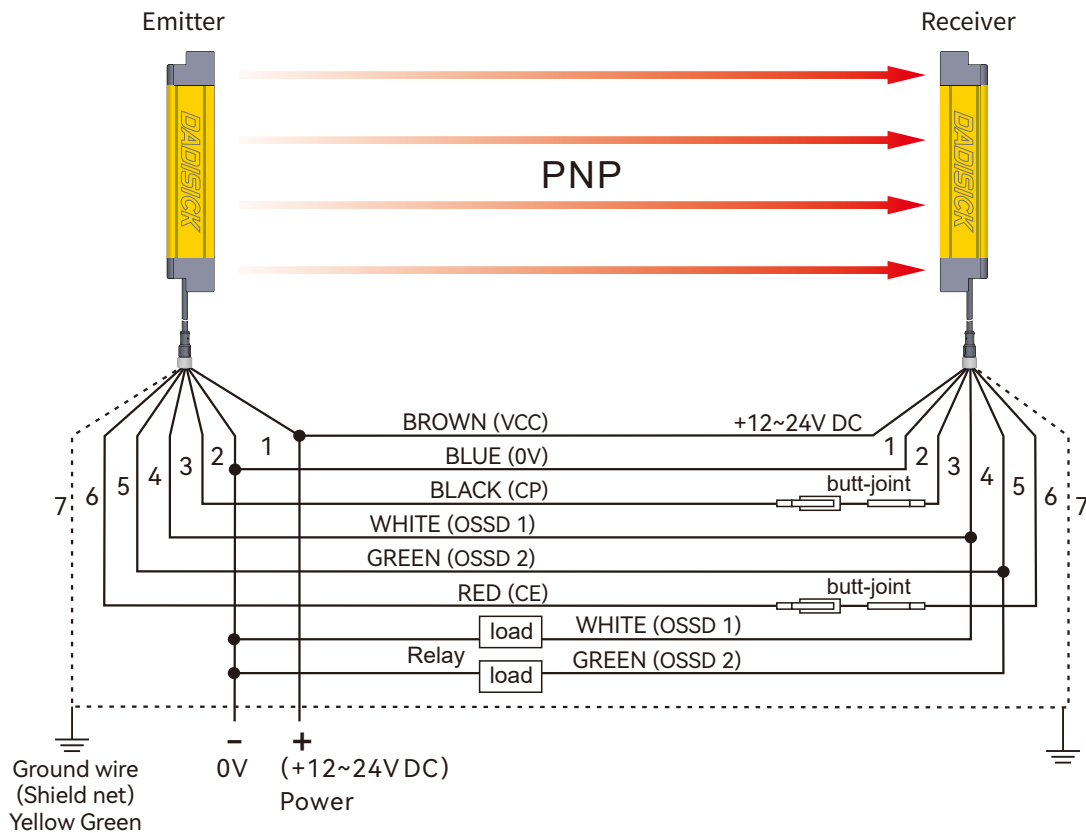 Emitter
Receiver
DADISICK
PNP
DADISICK
BROWN (VCC)
+12~24V DC
BLUE (0V)
BLACK (CP)
butt-joint
WHITE (OSSD 1)
GREEN (OSSD 2)
RED (CE)
butt-joint
7 6 5 4 3 2 1
1 2 3 4 5 6 7
load
WHITE (OSSD 1)
Relay
load
GREEN (OSSD 2)
- +
0V
(+12~24V DC)
Power
Ground wire
(Shield net)
Yellow Green